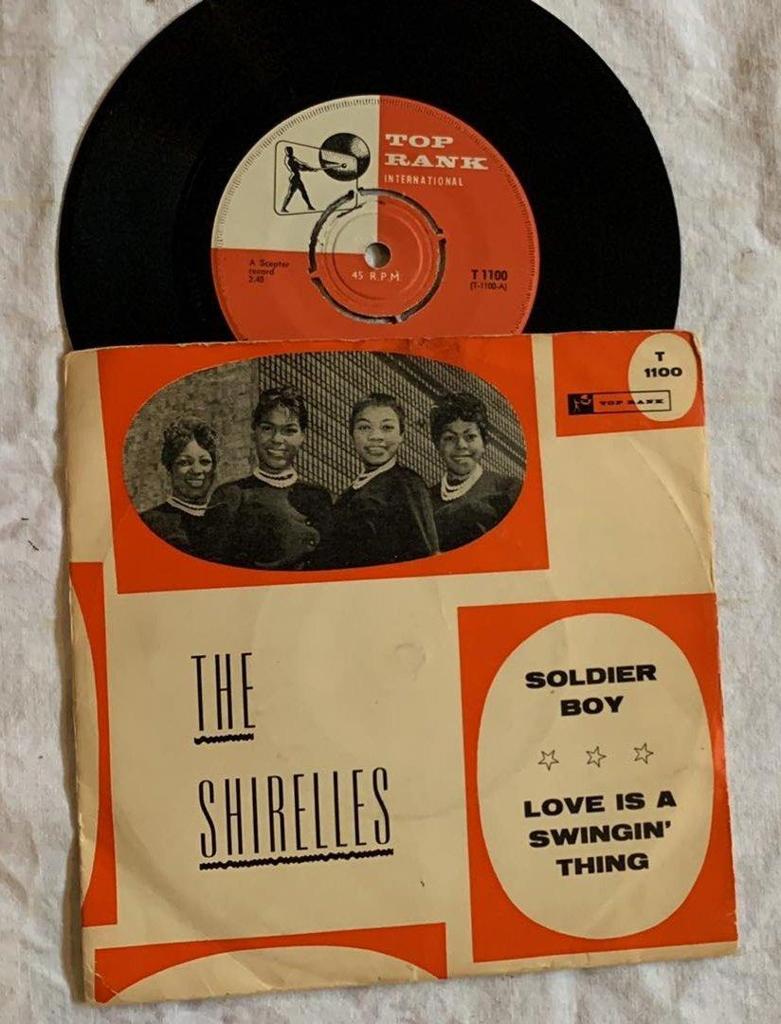 TOP
RANK
INTERNATIONAL
A Scepter
record
2.40
45 R.P.M.
T 1100
(T-1100-A)
T
1100
TOP RANK
THE
SHIRELLES
SOLDIER
BOY
LOVE IS A
SWINGIN'
THING